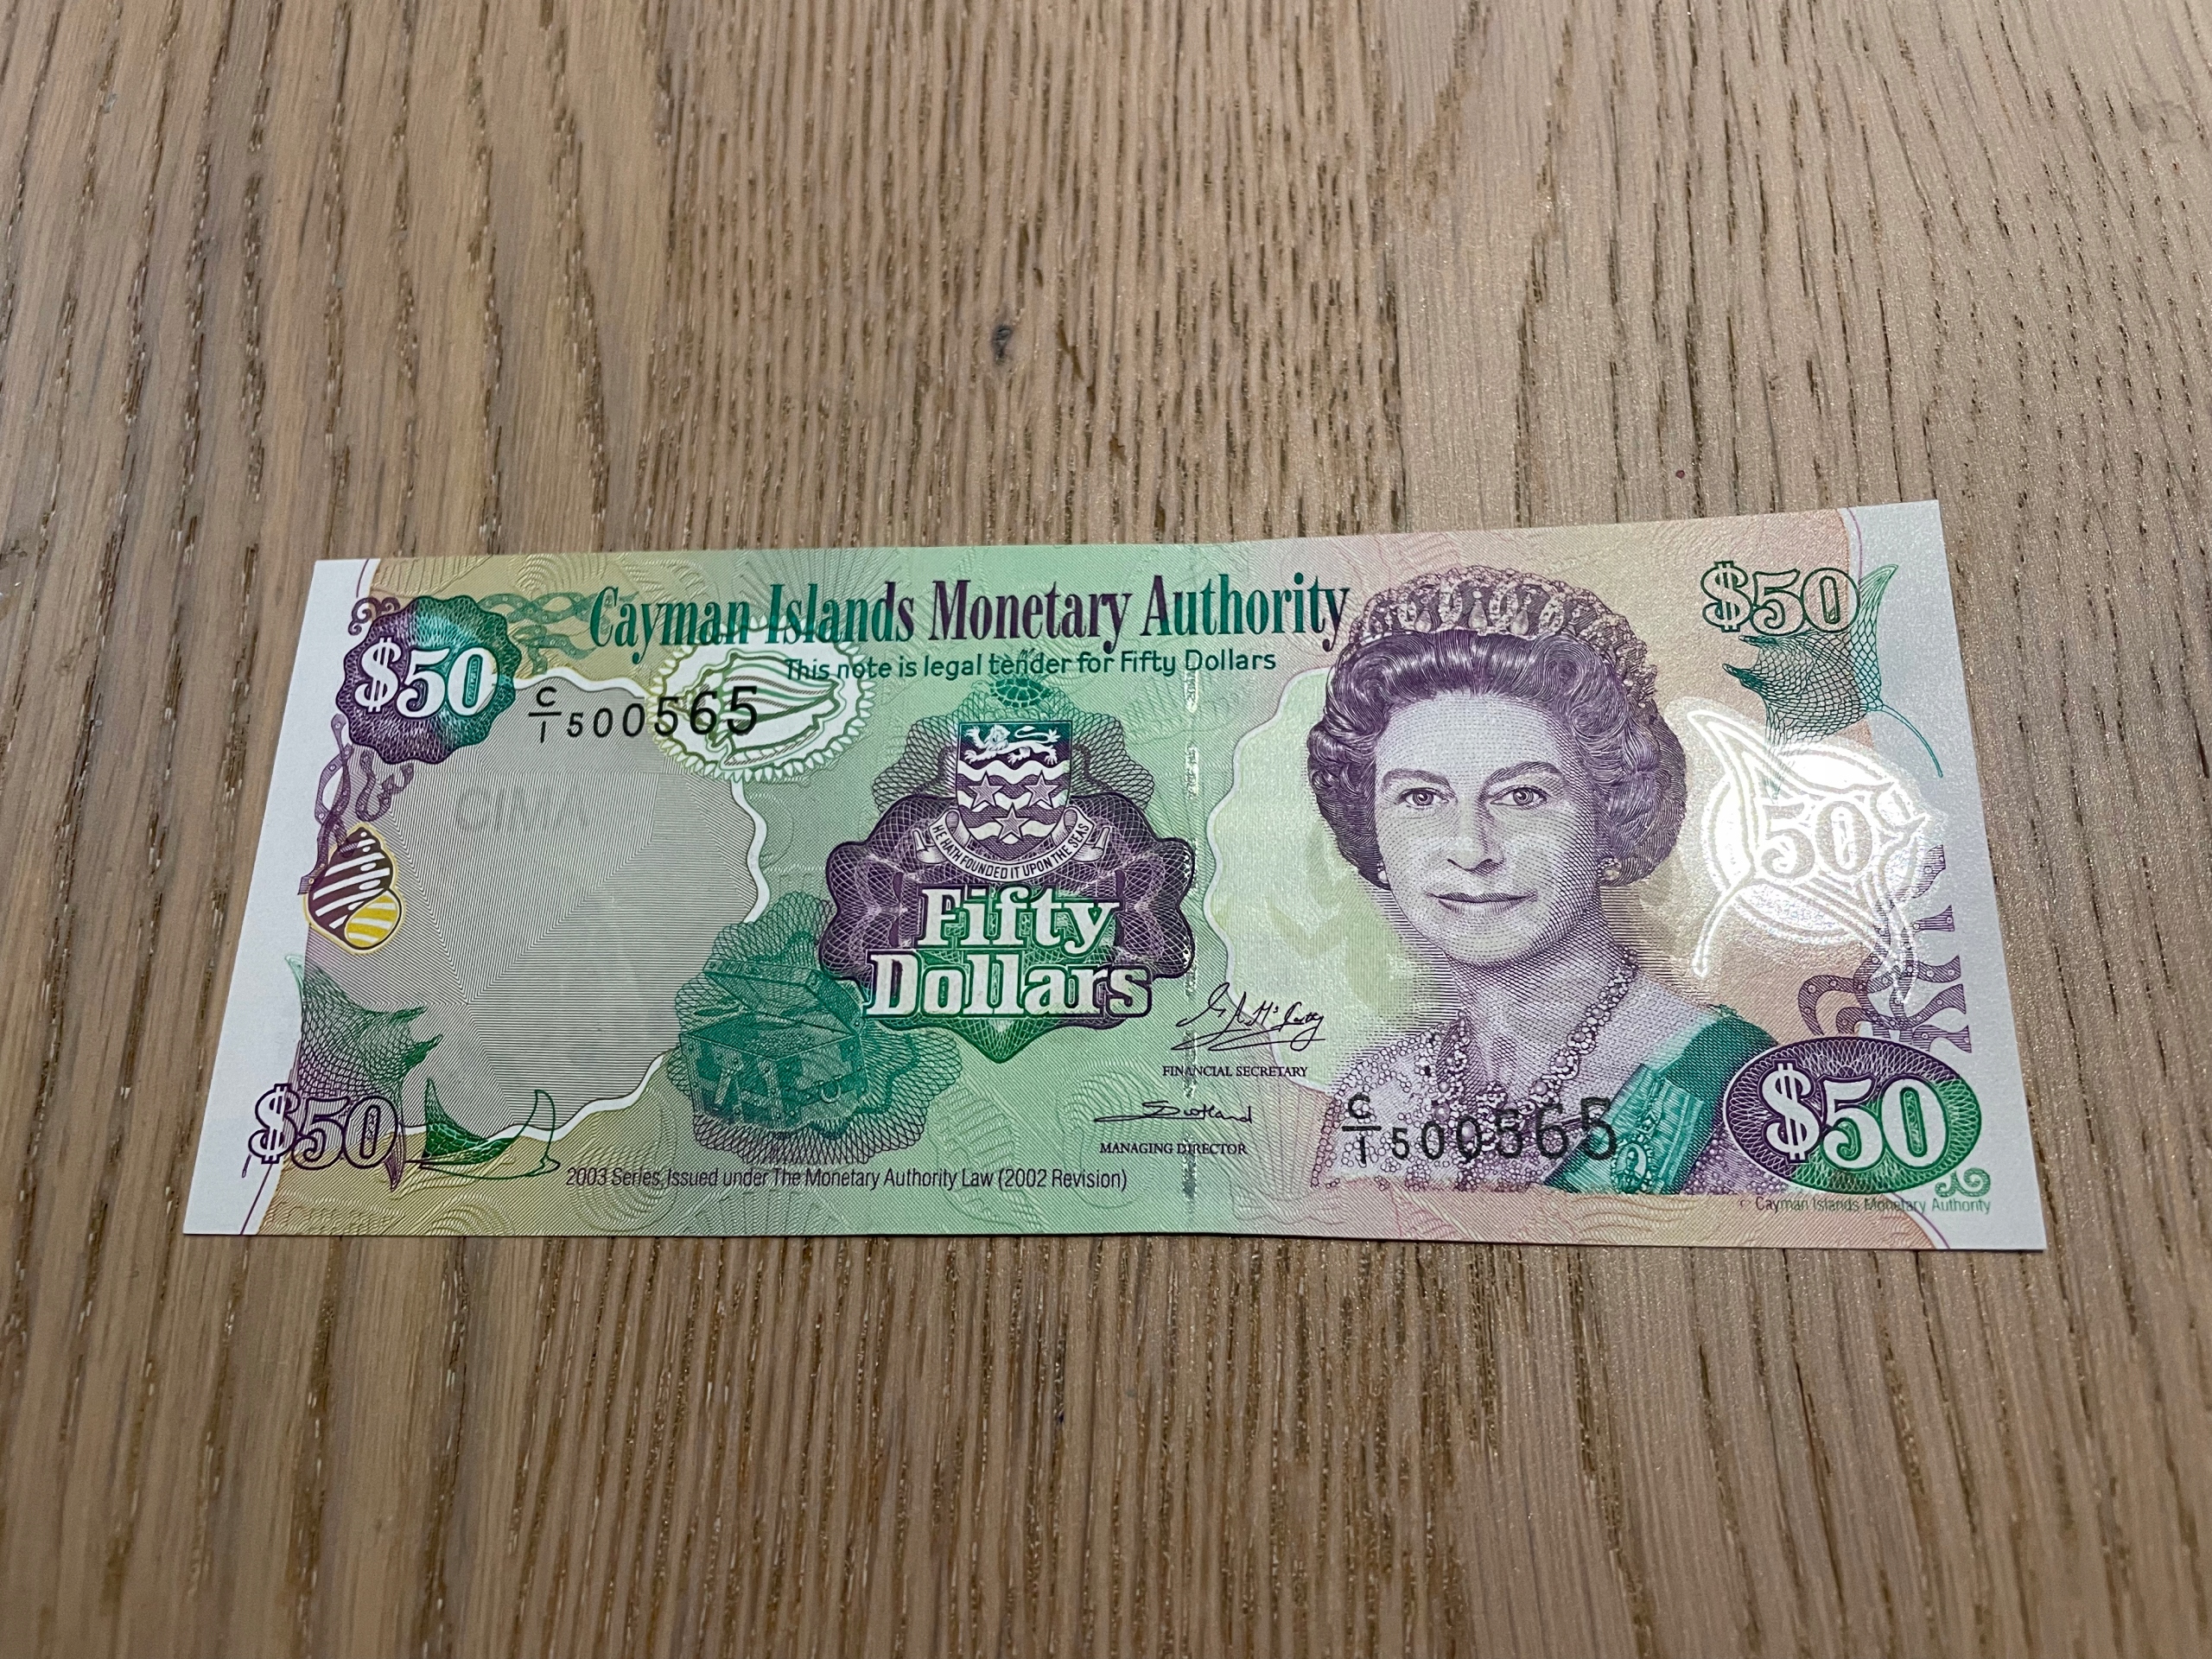 Cayman Islands Monetary Authority
This note is legal tender for Fifty Dollars
$50
$50
C/1 500565
HE HATH FOUNDED IT UPON THE SEAS
50
Fifty
Dollars
FINANCIAL SECRETARY
MANAGING DIRECTOR
C/1 500565
$50
$50
2003 Series, Issued under The Monetary Authority Law (2002 Revision)
Cayman Islands Monetary Authority